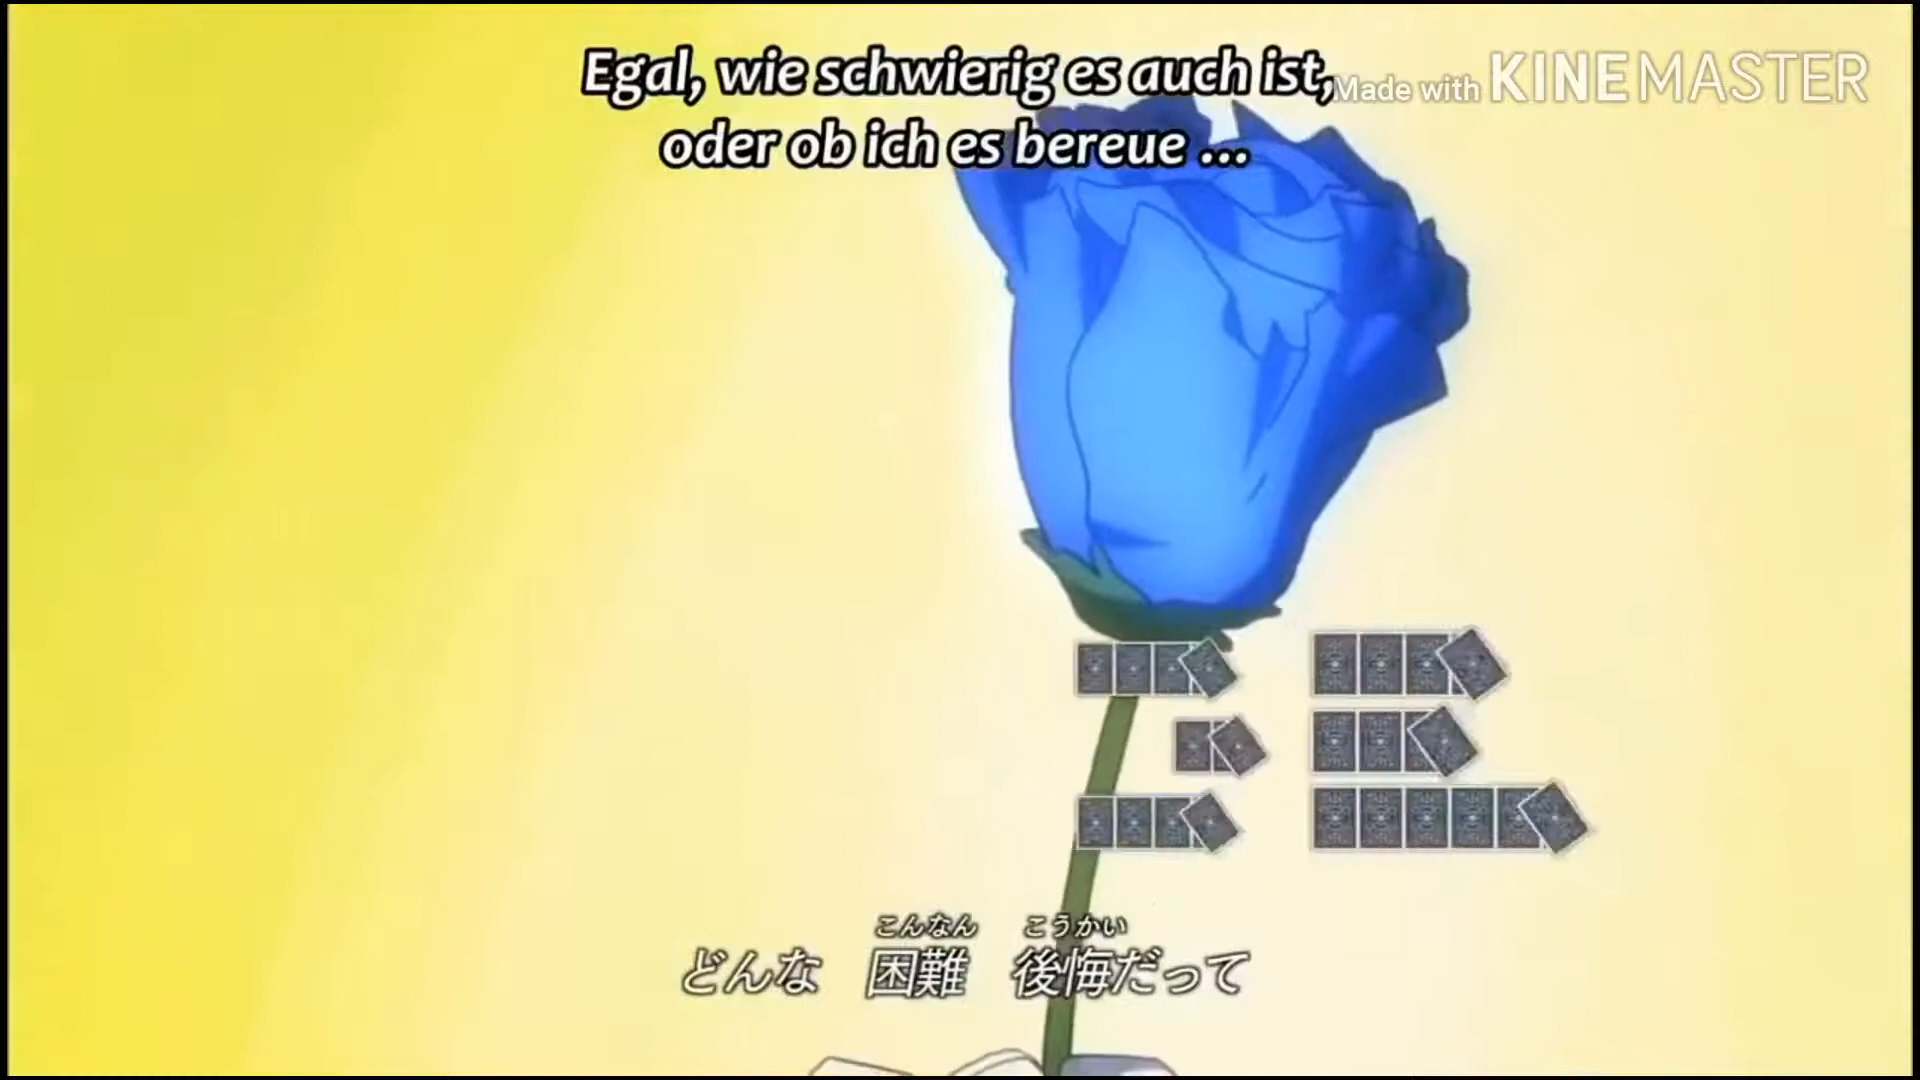 Egal, wie schwierig es auch ist,
oder ob ich es bereue ...
Made with KINEMASTER
こんなん こうかい
どんな 困難 後悔だって